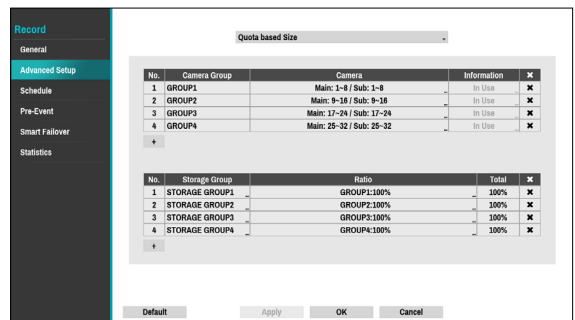 Record
General
Advanced Setup
Schedule
Pre-Event
Smart Failover
Statistics
Quota based Size
No. Camera Group Camera Information ✖
1 GROUP1 Main: 1~8 / Sub: 1~8 In Use ✖
2 GROUP2 Main: 9~16 / Sub: 9~16 In Use ✖
3 GROUP3 Main: 17~24 / Sub: 17~24 In Use ✖
4 GROUP4 Main: 25~32 / Sub: 25~32 In Use ✖
+
No. Storage Group Ratio Total ✖
1 STORAGE GROUP1 GROUP1:100% 100% ✖
2 STORAGE GROUP2 GROUP2:100% 100% ✖
3 STORAGE GROUP3 GROUP3:100% 100% ✖
4 STORAGE GROUP4 GROUP4:100% 100% ✖
+
Default Apply OK Cancel